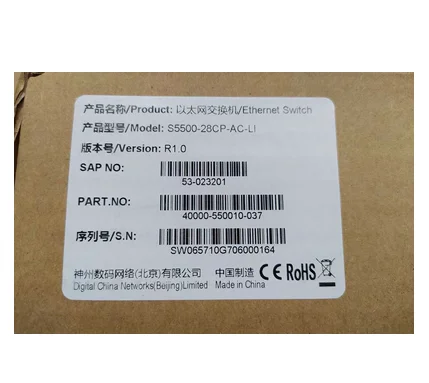 产品名称/Product: 以太网交换机/Ethernet Switch
产品型号/Model: S5500-28CP-AC-LI
版本号/Version: R1.0
SAP NO:
53-023201
PART.NO:
40000-550010-037
序列号/S.N:
SW065710G706000164
神州数码网络(北京)有限公司 中国制造 CE RoHS
Digital China Networks(Beijing)Limited Made in China